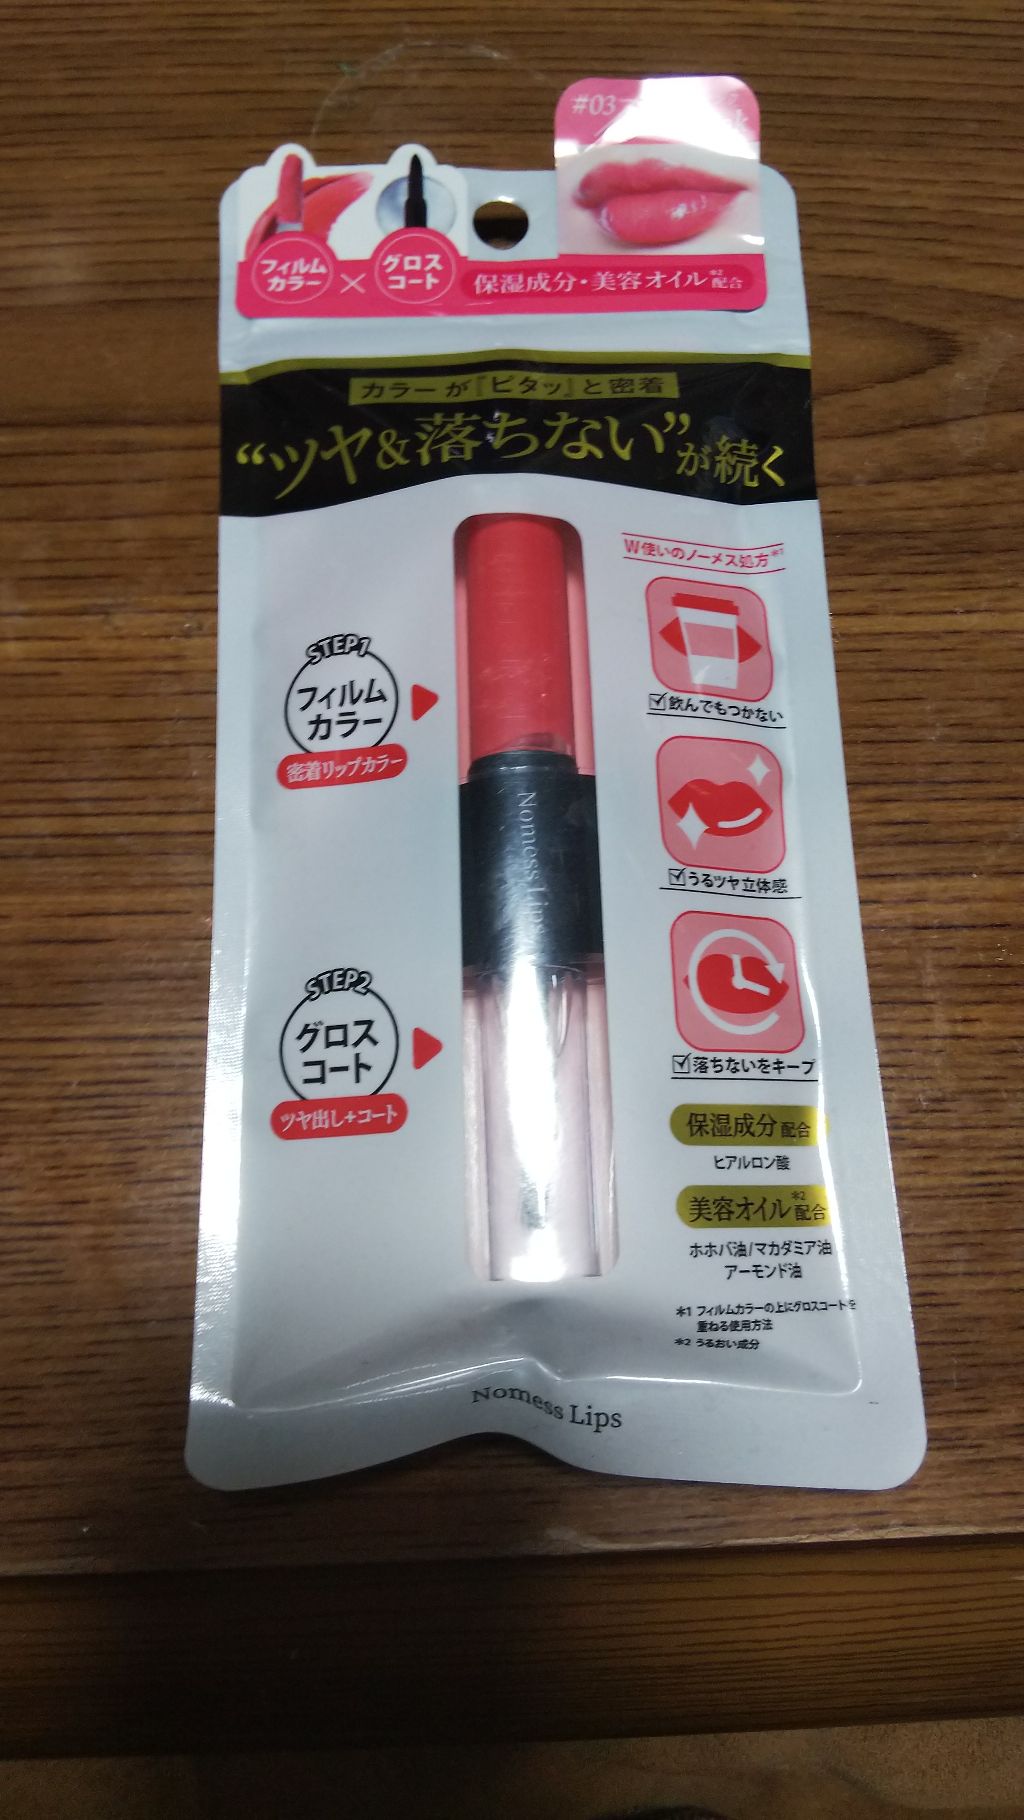 #03
フィルム
カラー
×
グロス
コート
保湿成分・美容オイル*2配合
カラーが『ピタッ』と密着
“ツヤ&落ちない”が続く
W使いのノーメス処方*1
飲んでもつかない
STEP1
フィルム
カラー
密着リップカラー
Nomess Lips
うるツヤ立体感
STEP2
グロス
コート
ツヤ出し+コート
落ちないをキープ
保湿成分配合
ヒアルロン酸
美容オイル*2配合
ホホバ油/マカダミア油
アーモンド油
*1 フィルムカラーの上にグロスコートを
重ねる使用方法
*2 うるおい成分
Nomess Lips